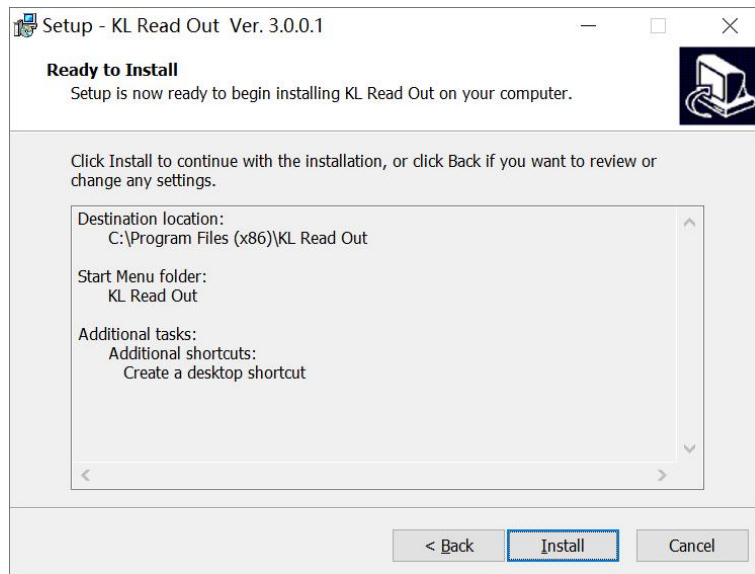 Setup - KL Read Out  Ver. 3.0.0.1
Ready to Install
Setup is now ready to begin installing KL Read Out on your computer.
Click Install to continue with the installation, or click Back if you want to review or
change any settings.
Destination location:
C:\Program Files (x86)\KL Read Out
Start Menu folder:
KL Read Out
Additional tasks:
Additional shortcuts:
Create a desktop shortcut
< Back
Install
Cancel